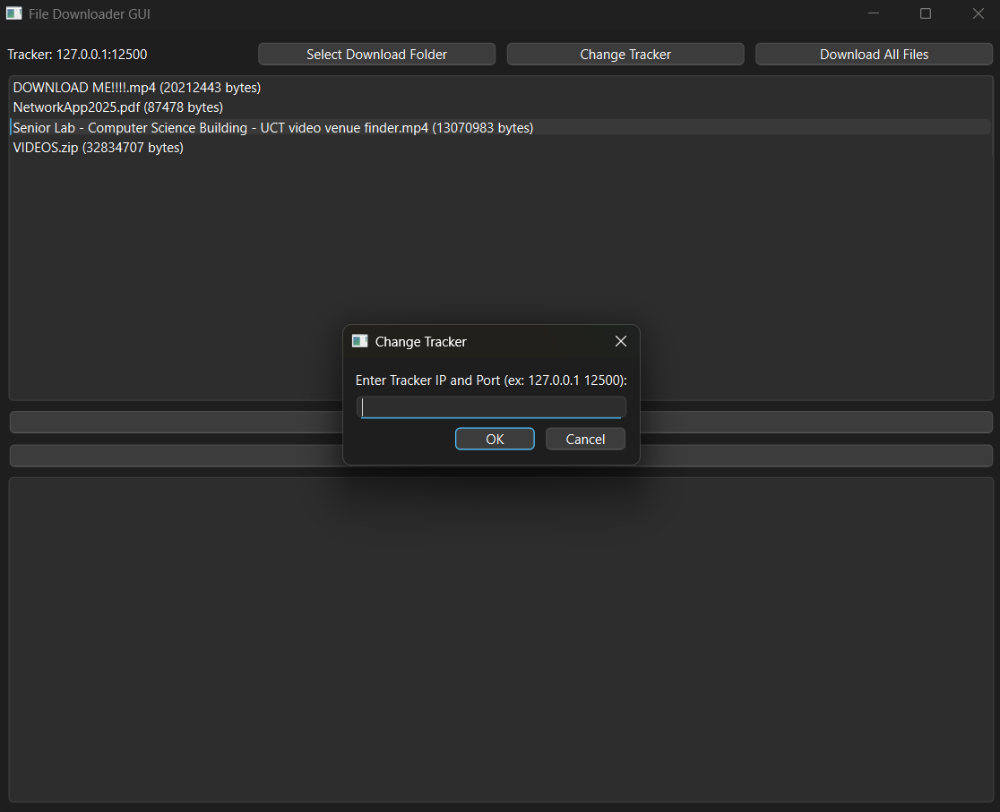 File Downloader GUI
Tracker: 127.0.0.1:12500
Select Download Folder
Change Tracker
Download All Files
DOWNLOAD ME!!!!.mp4 (20212443 bytes)
NetworkApp2025.pdf (87478 bytes)
Senior Lab - Computer Science Building - UCT video venue finder.mp4 (13070983 bytes)
VIDEOS.zip (32834707 bytes)
Change Tracker
Enter Tracker IP and Port (ex: 127.0.0.1 12500):
OK
Cancel